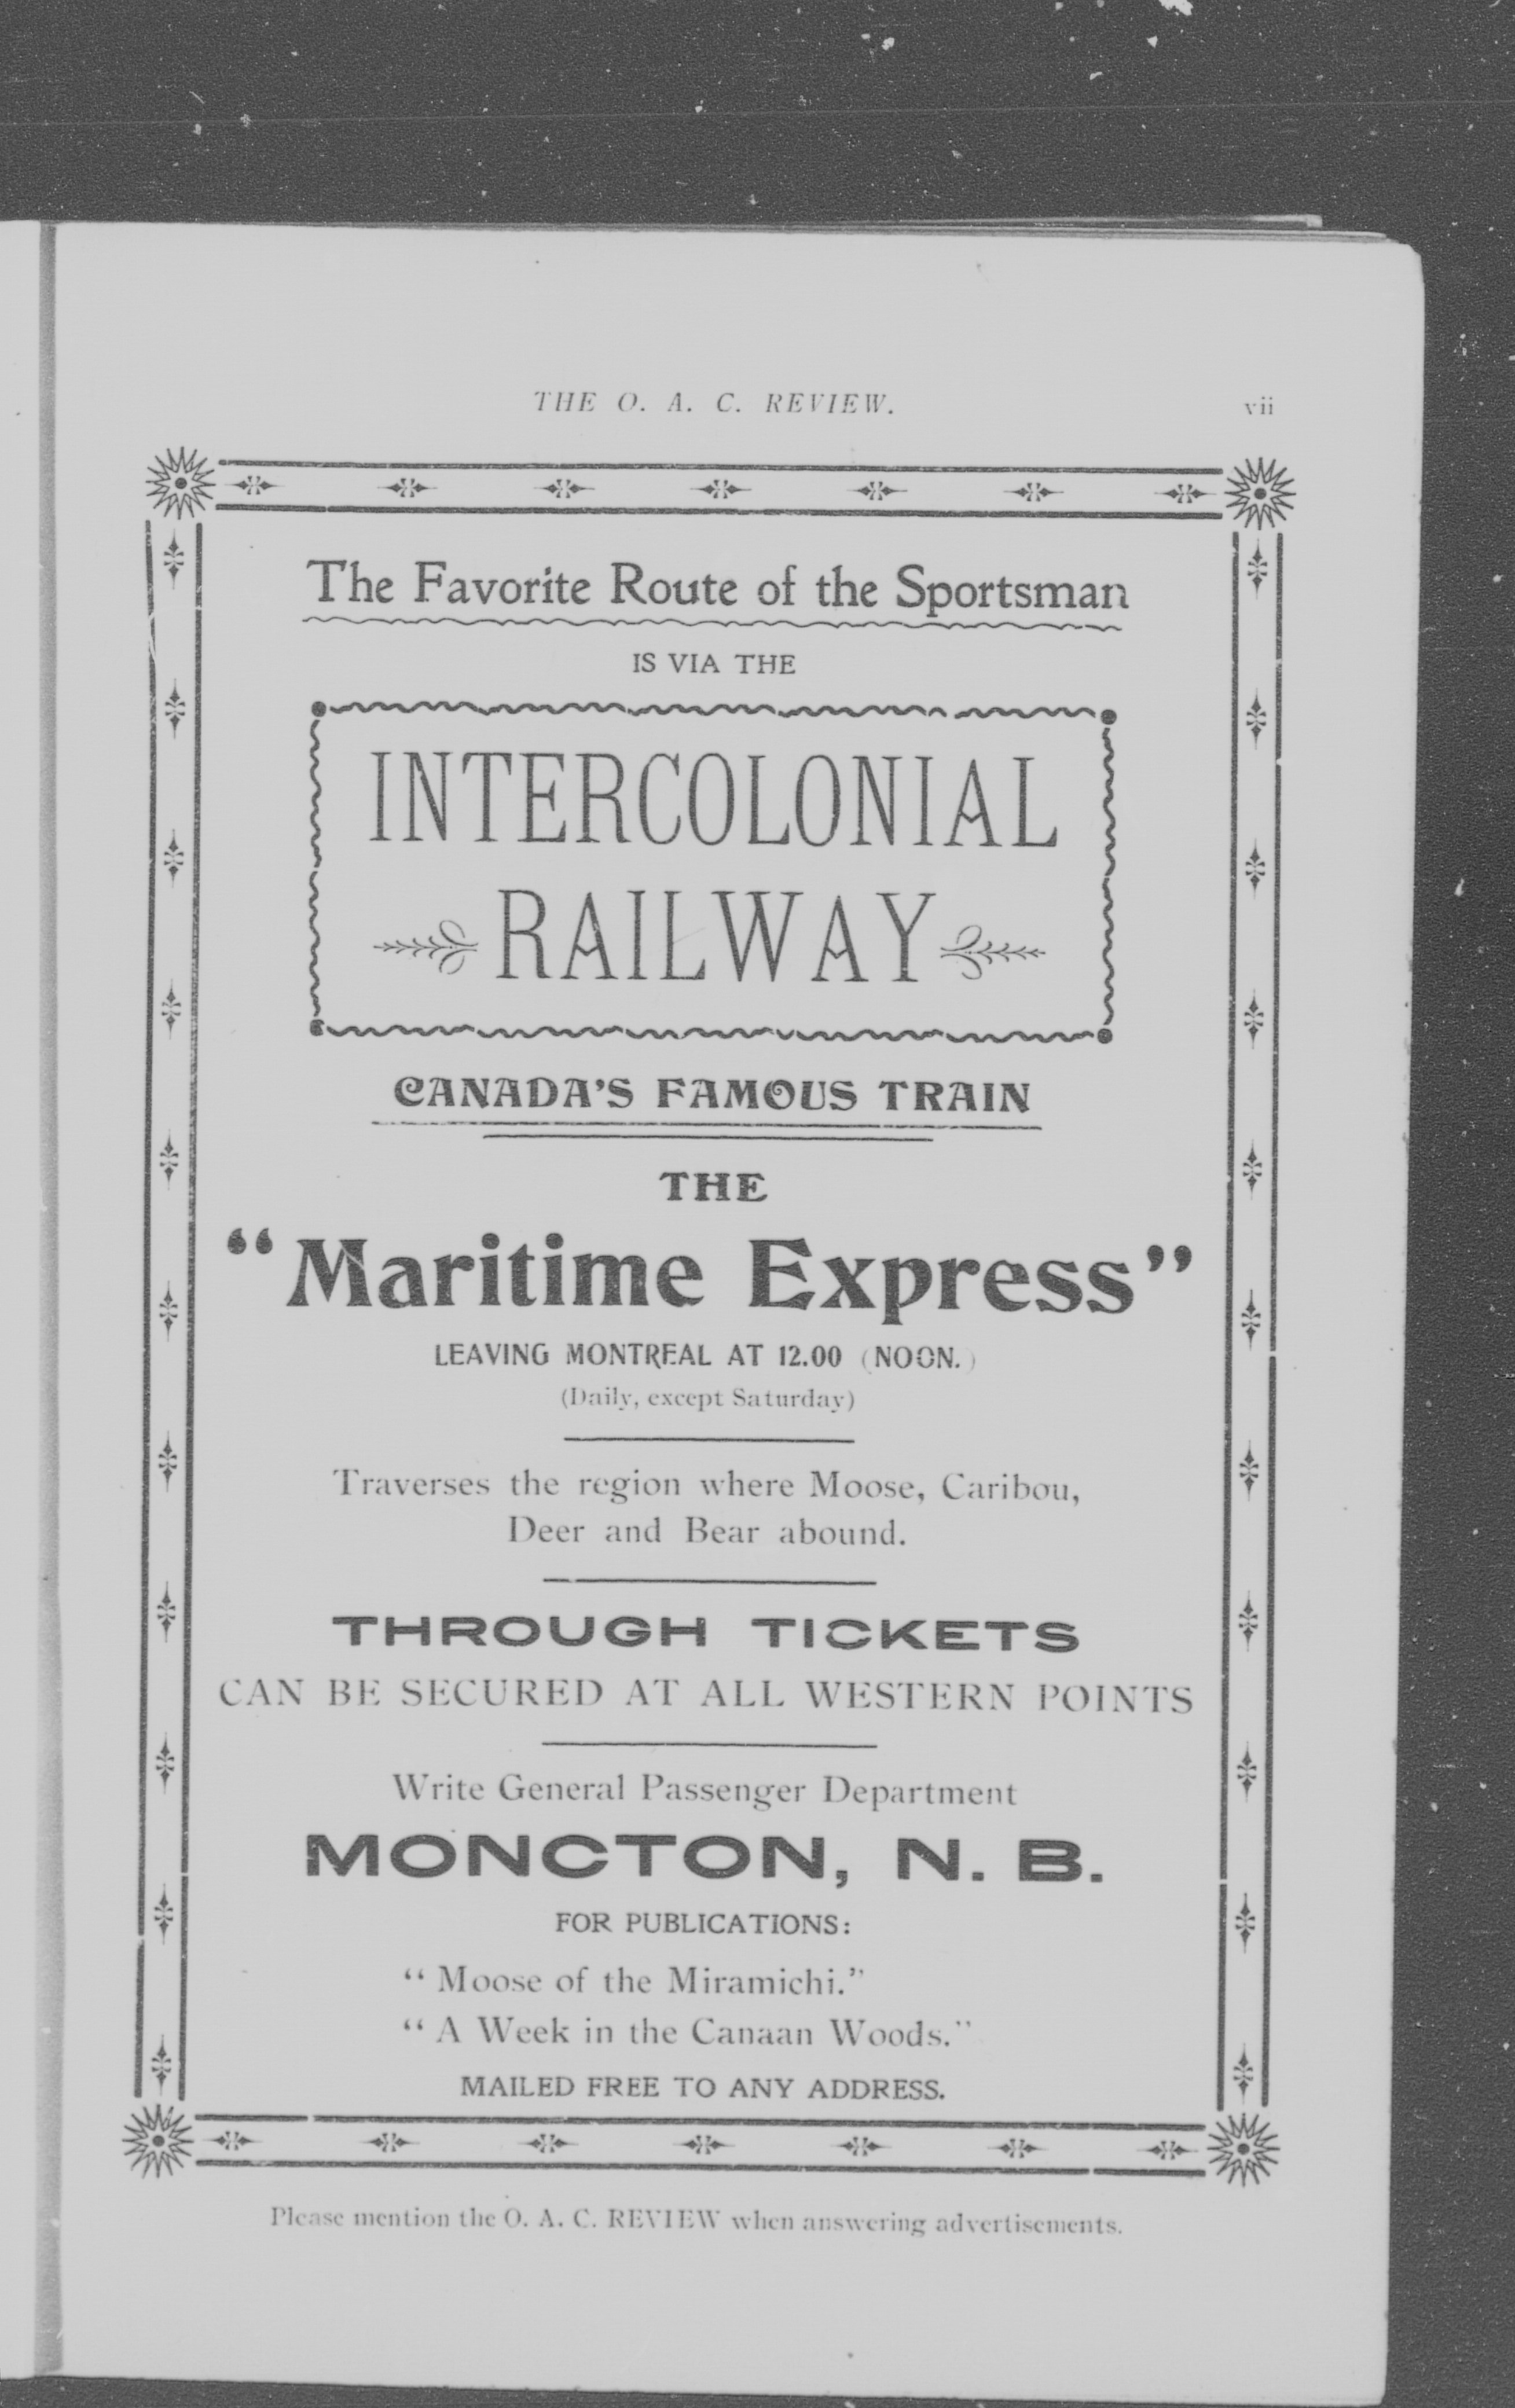 THE O. A. C. REVIEW. vii
The Favorite Route of the Sportsman
IS VIA THE
INTERCOLONIAL
RAILWAY
CANADA'S FAMOUS TRAIN
THE
“Maritime Express”
LEAVING MONTREAL AT 12.00 (NOON.)
(Daily, except Saturday)
Traverses the region where Moose, Caribou,
Deer and Bear abound.
THROUGH TICKETS
CAN BE SECURED AT ALL WESTERN POINTS
Write General Passenger Department
MONCTON, N. B.
FOR PUBLICATIONS:
“Moose of the Miramichi.”
“A Week in the Canaan Woods.”
MAILED FREE TO ANY ADDRESS.
Please mention the O. A. C. REVIEW when answering advertisements.